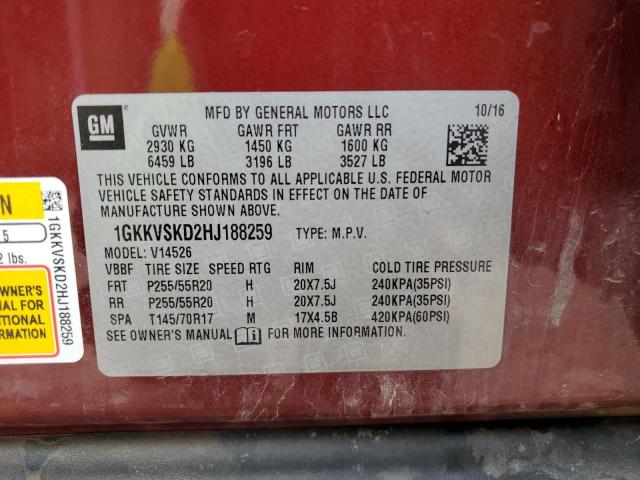 GM
MFD BY GENERAL MOTORS LLC 10/16
GVWR GAWR FRT GAWR RR
2930 KG 1450 KG 1600 KG
6459 LB 3196 LB 3527 LB
THIS VEHICLE CONFORMS TO ALL APPLICABLE U.S. FEDERAL MOTOR
VEHICLE SAFETY STANDARDS IN EFFECT ON THE DATE OF
MANUFACTURE SHOWN ABOVE.
1GKKVSKD2HJ188259 TYPE: M.P.V.
MODEL: V14526
VBBF TIRE SIZE SPEED RTG RIM COLD TIRE PRESSURE
FRT P255/55R20 H 20X7.5J 240KPA(35PSI)
RR P255/55R20 H 20X7.5J 240KPA(35PSI)
SPA T145/70R17 M 17X4.5B 420KPA(60PSI)
SEE OWNER'S MANUAL FOR MORE INFORMATION.
N
5
lbs.
OWNER'S
FOR
1GKKVSKD2HJ188259